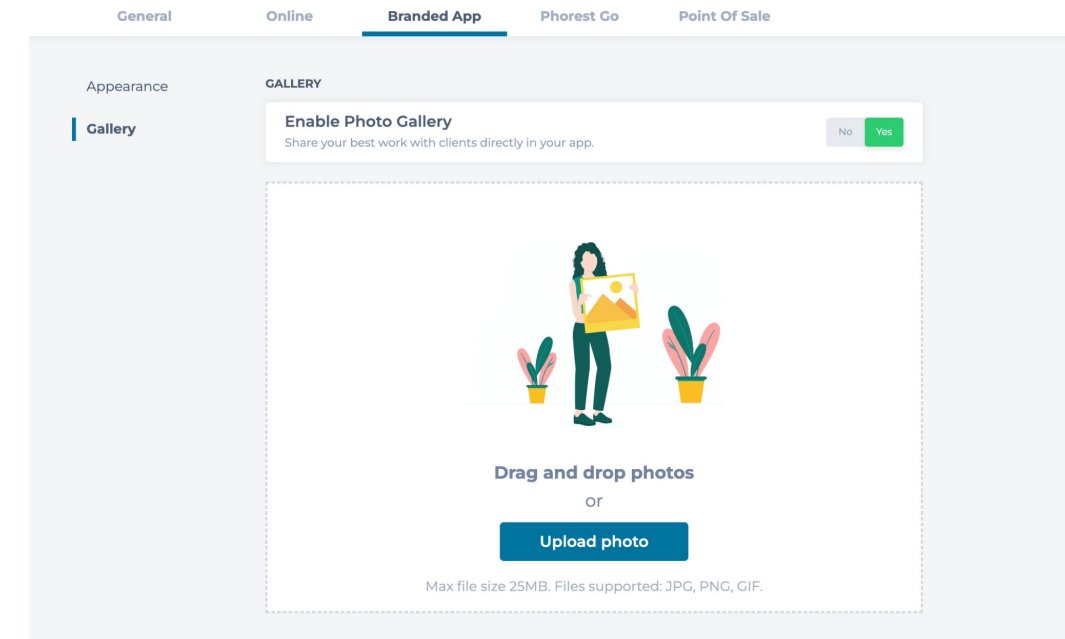 General Online Branded App Phorest Go Point Of Sale
Appearance
Gallery
GALLERY
Enable Photo Gallery
Share your best work with clients directly in your app.
No Yes
Drag and drop photos
or
Upload photo
Max file size 25MB. Files supported: JPG, PNG, GIF.